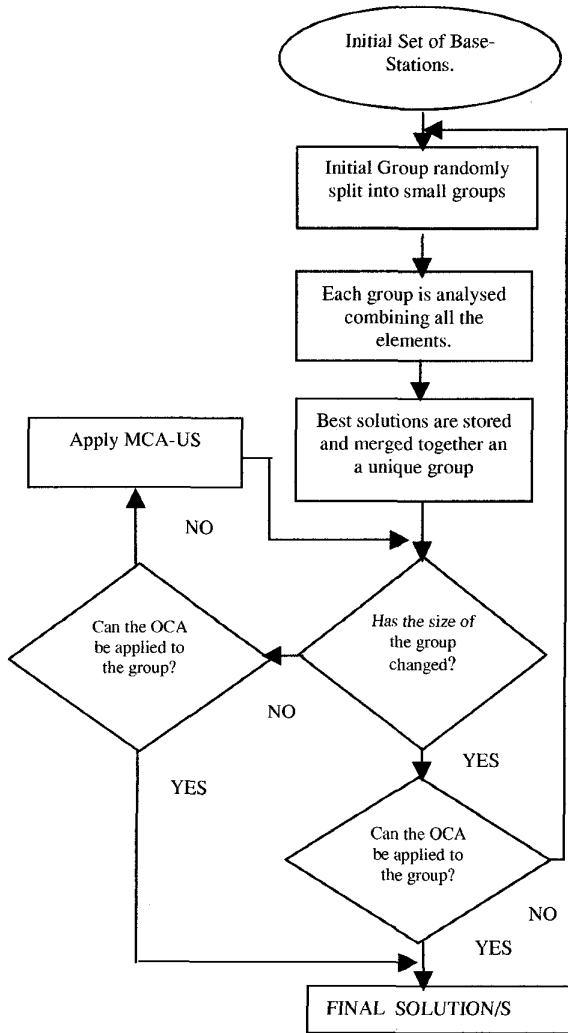 Initial Set of Base-
Stations.
Initial Group randomly
split into small groups
Each group is analysed
combining all the
elements.
Best solutions are stored
and merged together an
a unique group
Apply MCA-US
NO
Can the OCA
be applied to
the group?
Has the size of
the group
changed?
NO
YES
YES
Can the OCA
be applied to
the group?
NO
YES
FINAL SOLUTION/S